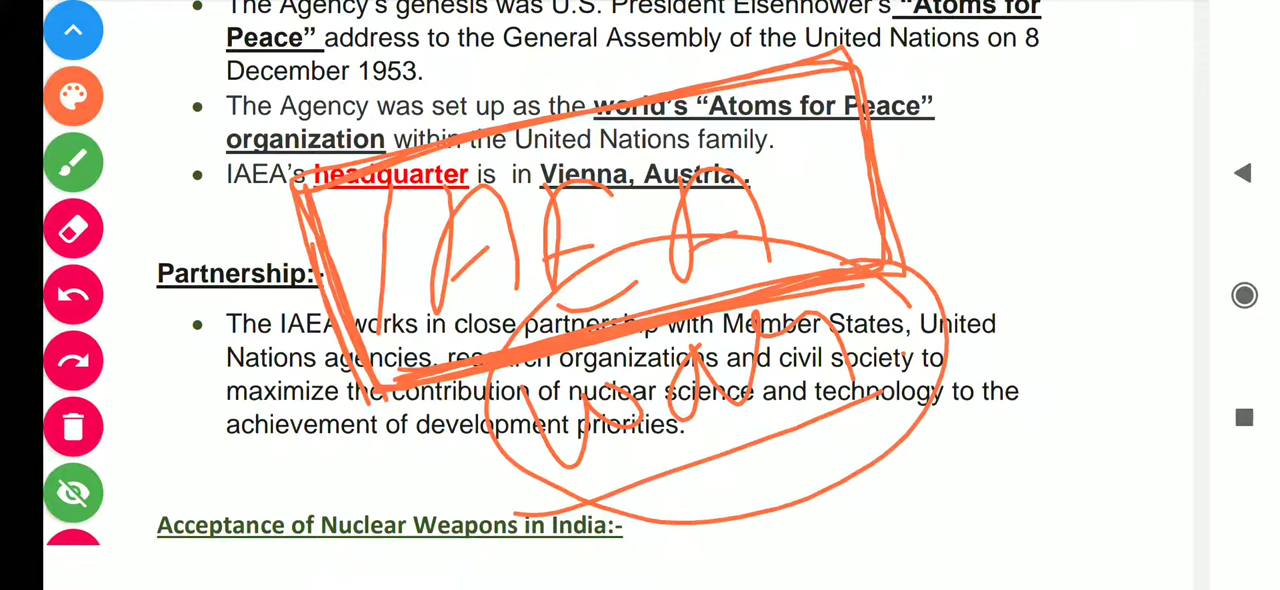 The Agency's genesis was U.S. President Eisenhower's "Atoms for
Peace" address to the General Assembly of the United Nations on 8
December 1953.
The Agency was set up as the world's "Atoms for Peace"
organization within the United Nations family.
IAEA's headquarter is in Vienna, Austria.
IAEA
Partnership:-
The IAEA works in close partnership with Member States, United
Nations agencies, research organizations and civil society to
maximize the contribution of nuclear science and technology to the
achievement of development priorities.
Acceptance of Nuclear Weapons in India:-